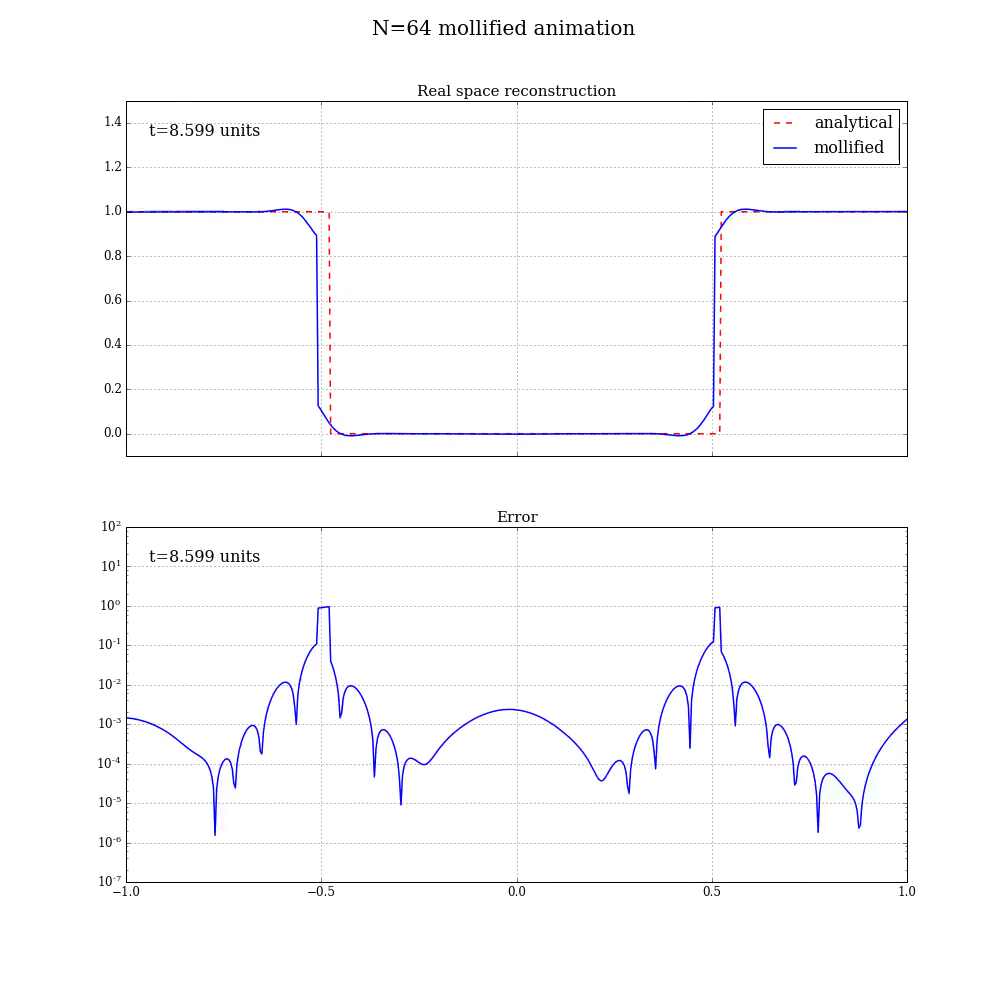 N=64 mollified animation
Real space reconstruction
t=8.599 units
analytical
mollified
1.4
1.2
1.0
0.8
0.6
0.4
0.2
0.0
Error
t=8.599 units
10²
10¹
10⁰
10⁻¹
10⁻²
10⁻³
10⁻⁴
10⁻⁵
10⁻⁶
10⁻⁷
−1.0 −0.5 0.0 0.5 1.0